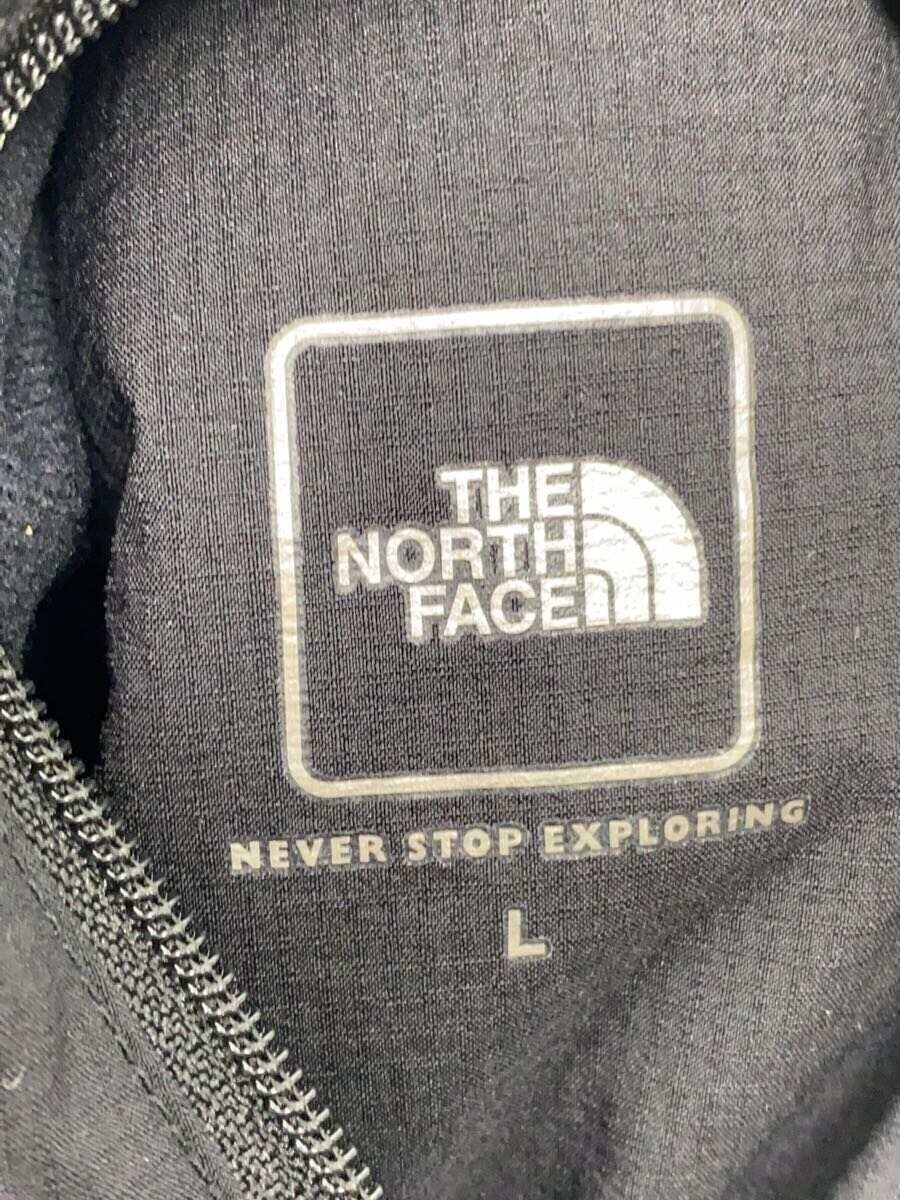 THE
NORTH
FACE
NEVER STOP EXPLORING
L